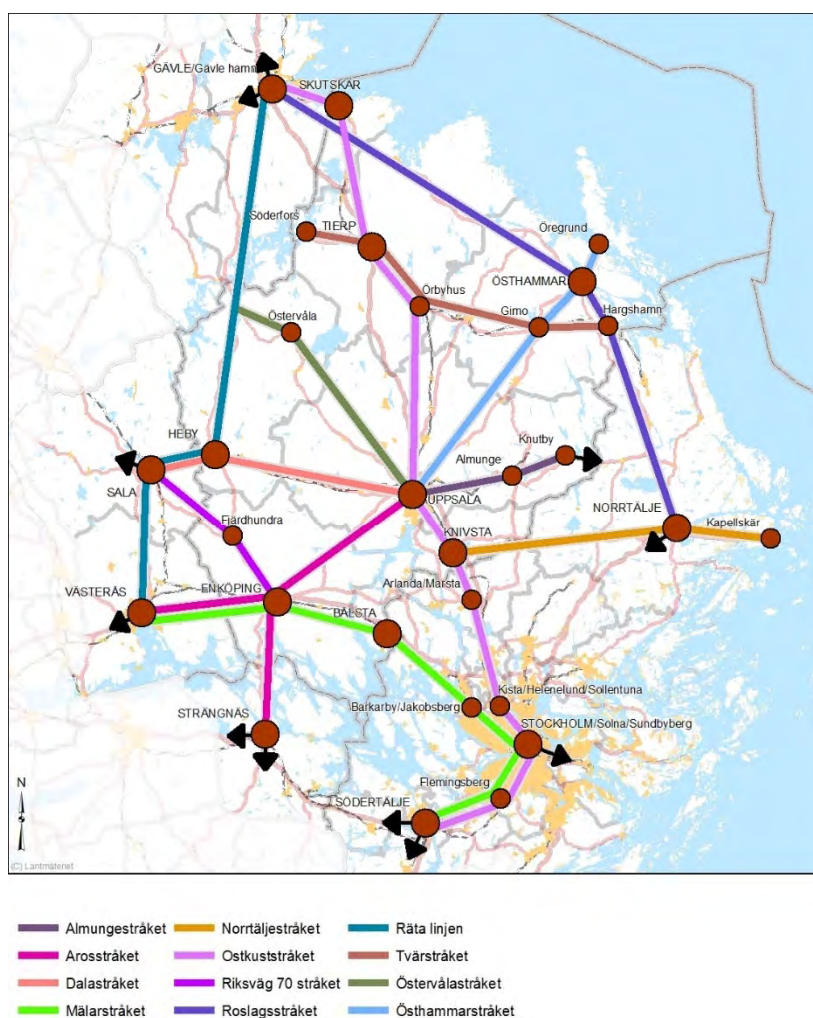 GÄVLE/Gävle hamn
SKUTSKÄR
Söderfors
TIERP
Öregrund
ÖSTHAMMAR
Örbyhus
Gimo
Hargshamn
Östervåla
HEBY
Knutby
Almunge
SALA
UPPSALA
NORRTÄLJE
Kapellskär
Fjärdhundra
KNIVSTA
Arlanda/Märsta
VÄSTERÅS
ENKÖPING
BÅLSTA
Kista/Helenelund/Sollentuna
Barkarby/Jakobsberg
STRÄNGNÄS
STOCKHOLM/Solna/Sundbyberg
Flemingsberg
SÖDERTÄLJE
N
(C) Lantmäteriet
Almungestråket Norrtäljestråket Räta linjen
Arosstråket Ostkuststråket Tvärstråket
Dalastråket Riksväg 70 stråket Östervålastråket
Mälarstråket Roslagsstråket Östhammarstråket